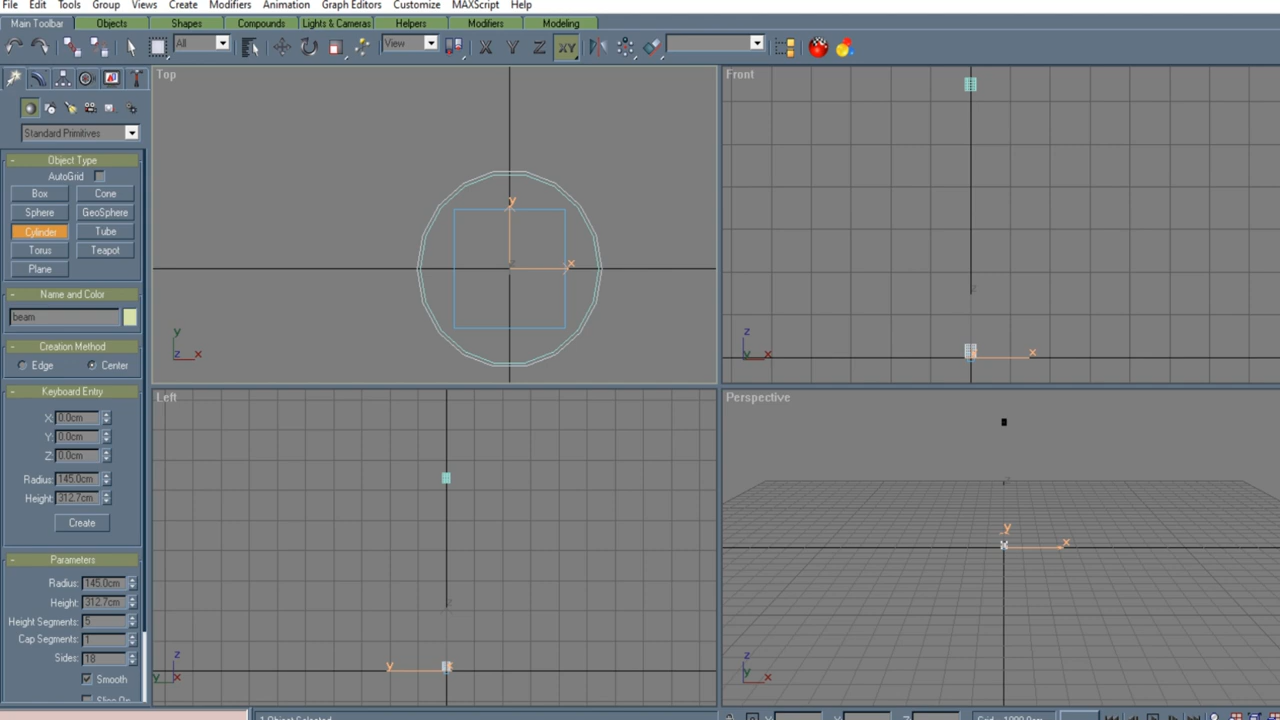 File Edit Tools Group Views Create Modifiers Animation Graph Editors Customize MAXScript Help
Main Toolbar Objects Shapes Compounds Lights & Cameras Helpers Modifiers Modeling
All View X Y Z XY
Top
Front
Standard Primitives
Object Type
AutoGrid
Box Cone
Sphere GeoSphere
Cylinder Tube
Torus Teapot
Plane
Name and Color
beam
Creation Method
Edge Center
Keyboard Entry
X: 0.0cm
Y: 0.0cm
Z: 0.0cm
Radius: 145.0cm
Height: 312.7cm
Create
Parameters
Radius: 145.0cm
Height: 312.7cm
Height Segments: 5
Cap Segments: 1
Sides: 18
Smooth
y
x
y
z x
z
y x
x
Left
Perspective
y
x
z
y x
y
z
y x
1 Object Selected